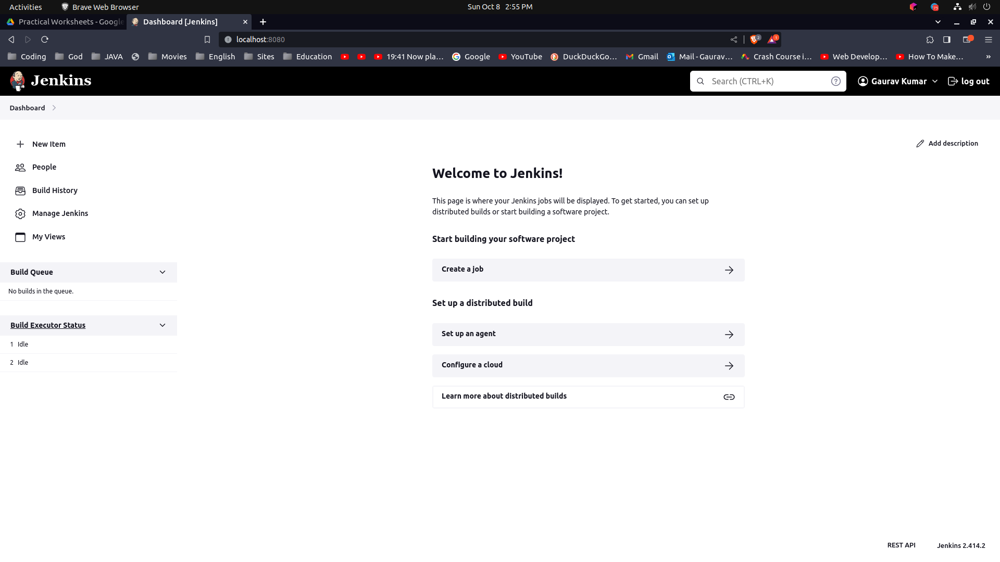 Activities Brave Web Browser Sun Oct 8 2:55 PM 75
Practical Worksheets - Google Dashboard [Jenkins]
localhost:8080 2 1
Coding God JAVA Movies English Sites Education 19:41 Now pla... Google YouTube DuckDuckGo... Gmail Mail - Gaurav... Crash Course i... Web Develop... How To Make... »
Jenkins Search (CTRL+K) Gaurav Kumar log out
Dashboard
New Item
People
Build History
Manage Jenkins
My Views
Build Queue
No builds in the queue.
Build Executor Status
1 Idle
2 Idle
Add description
Welcome to Jenkins!
This page is where your Jenkins jobs will be displayed. To get started, you can set up
distributed builds or start building a software project.
Start building your software project
Create a job
Set up a distributed build
Set up an agent
Configure a cloud
Learn more about distributed builds
REST API Jenkins 2.414.2